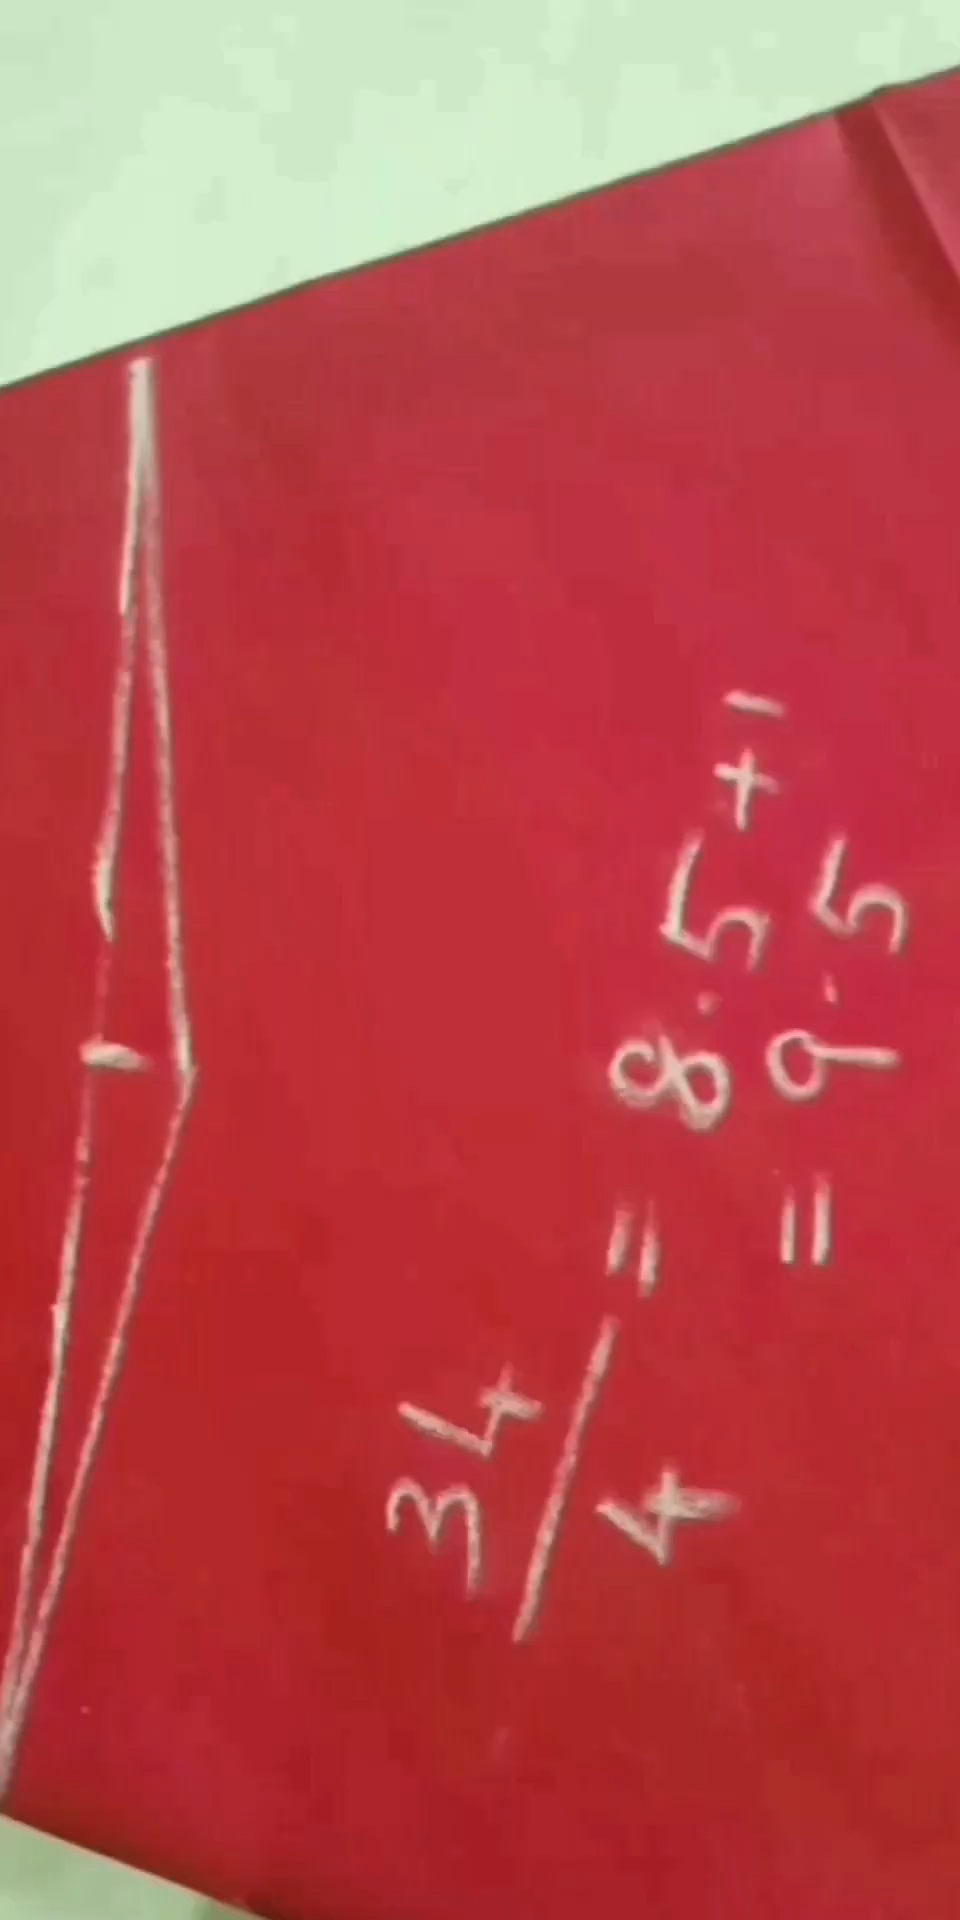 34/4 = 8.5+1
= 9.5